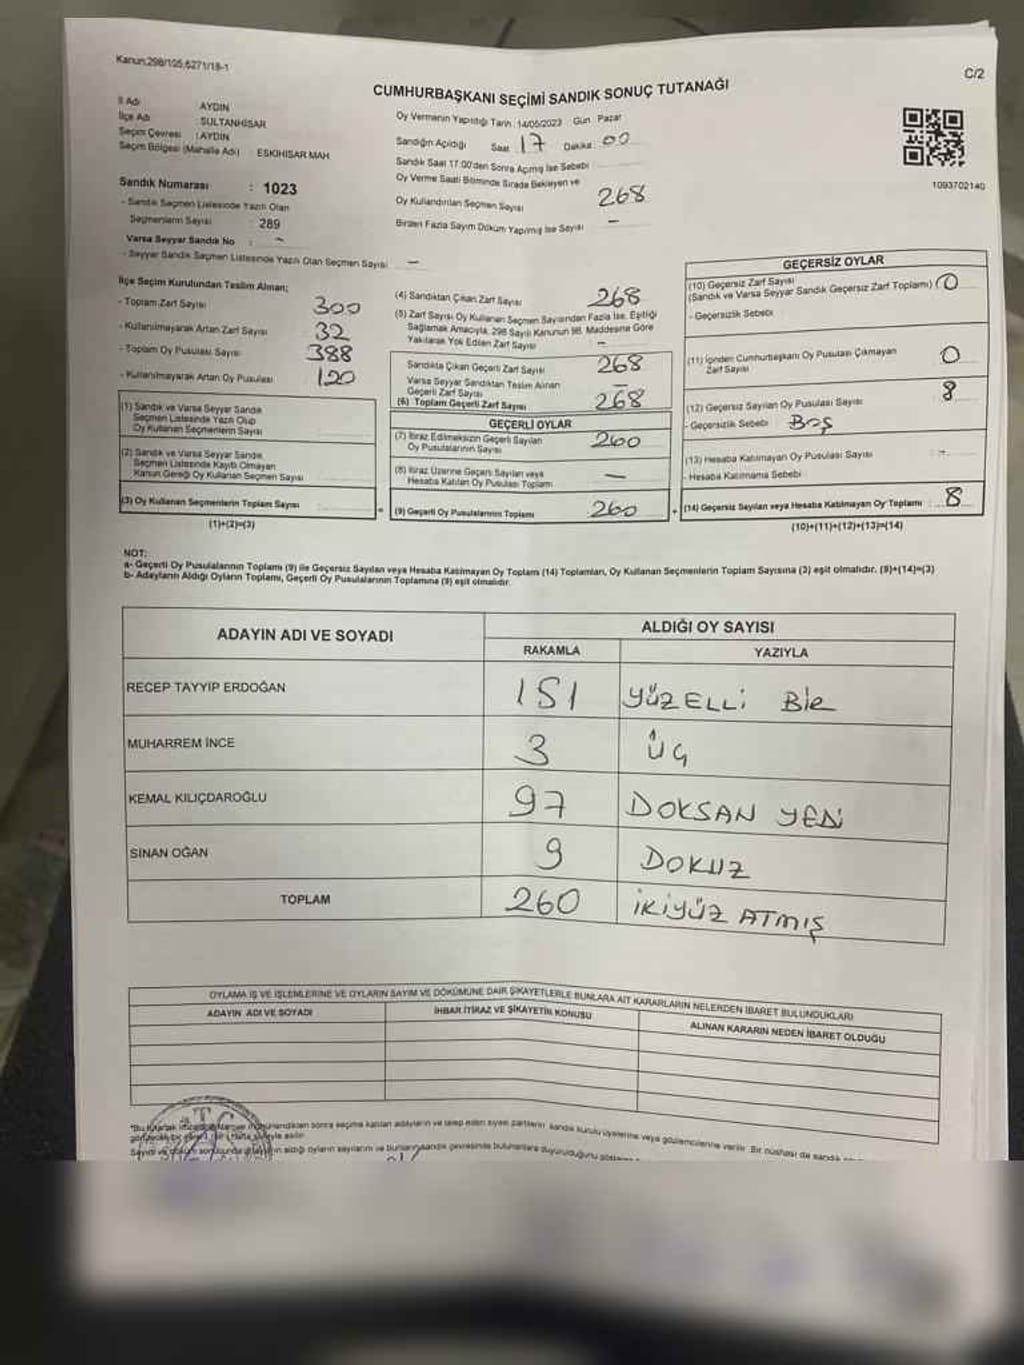 Kanun:298/105,6271/18-1
C/2
CUMHURBAŞKANI SEÇİMİ SANDIK SONUÇ TUTANAĞI
İl Adı : AYDIN
İlçe Adı : SULTANHİSAR
Seçim Çevresi : AYDIN
Seçim Bölgesi (Mahalle Adı) : ESKİHİSAR MAH
Sandık Numarası : 1023
- Sandık Seçmen Listesinde Yazılı Olan
Seçmenlerin Sayısı : 289
Varsa Seyyar Sandık No : -
- Seyyar Sandık Seçmen Listesinde Yazılı Olan Seçmen Sayısı : -
Oy Vermenin Yapıldığı Tarih :14/05/2023 Gün : Pazar
Sandığın Açıldığı Saat : 17 Dakika : 00
Sandık Saat 17:00'den Sonra Açmış İse Sebebi
Oy Verme Saati Bitiminde Sırada Bekleyen ve
Oy Kullandırılan Seçmen Sayısı 268
Birden Fazla Sayım Döküm Yapılmış İse Sayısı -
1093702140
İlçe Seçim Kurulundan Teslim Alınan;
- Toplam Zarf Sayısı 300
- Kullanılmayarak Artan Zarf Sayısı 32
- Toplam Oy Pusulası Sayısı 388
- Kullanılmayarak Artan Oy Pusulası 120
(1) Sandık ve Varsa Seyyar Sandık
Seçmen Listesinde Yazılı Olup
Oy Kullanan Seçmenlerin Sayısı
(2) Sandık ve Varsa Seyyar Sandık
Seçmen Listesinde Kayıtlı Olmayan
Kanun Gereği Oy Kullanan Seçmen Sayısı
(3) Oy Kullanan Seçmenlerin Toplam Sayısı
(1)+(2)=(3)
=
(4) Sandıktan Çıkan Zarf Sayısı 268
(5) Zarf Sayısı Oy Kullanan Seçmen Sayısından Fazla İse, Eşitliği
Sağlamak Amacıyla, 298 Sayılı Kanunun 98. Maddesine Göre
Yakılarak Yok Edilen Zarf Sayısı -
Sandıkta Çıkan Geçerli Zarf Sayısı 268
Varsa Seyyar Sandıktan Teslim Alınan
Geçerli Zarf Sayısı -
(6) Toplam Geçerli Zarf Sayısı 268
GEÇERLİ OYLAR
(7) İtiraz Edilmeksizin Geçerli Sayılan
Oy Pusulalarının Sayısı 260
(8) İtiraz Üzerine Geçerli Sayılan veya
Hesaba Katılan Oy Pusulası Toplamı -
(9) Geçerli Oy Pusulalarının Toplamı 260
+
GEÇERSİZ OYLAR
(10) Geçersiz Zarf Sayısı
(Sandık ve Varsa Seyyar Sandık Geçersiz Zarf Toplamı) 0
- Geçersizlik Sebebi
(11) İçinden Cumhurbaşkanı Oy Pusulası Çıkmayan
Zarf Sayısı 0
(12) Geçersiz Sayılan Oy Pusulası Sayısı 8
- Geçersizlik Sebebi Boş
(13) Hesaba Katılmayan Oy Pusulası Sayısı -
- Hesaba Katılmama Sebebi
(14) Geçersiz Sayılan veya Hesaba Katılmayan Oy Toplamı : 8
(10)+(11)+(12)+(13)=(14)
NOT:
a- Geçerli Oy Pusulalarının Toplamı (9) ile Geçersiz Sayılan veya Hesaba Katılmayan Oy Toplamı (14) Toplamları, Oy Kullanan Seçmenlerin Toplam Sayısına (3) eşit olmalıdır. (9)+(14)=(3)
b- Adayların Aldığı Oyların Toplamı, Geçerli Oy Pusulalarının Toplamına (9) eşit olmalıdır.
ADAYIN ADI VE SOYADI
ALDIĞI OY SAYISI
RAKAMLA YAZIYLA
RECEP TAYYİP ERDOĞAN 151 YÜZELLİ BİR
MUHARREM İNCE 3 ÜÇ
KEMAL KILIÇDAROĞLU 97 DOKSAN YEDİ
SİNAN OĞAN 9 DOKUZ
TOPLAM 260 İKİYÜZ ATMIŞ
OYLAMA İŞ VE İŞLEMLERİNE VE OYLARIN SAYIM VE DÖKÜMÜNE DAİR ŞİKAYETLERLE BUNLARA AİT KARARLARIN NELERDEN İBARET BULUNDUKLARI
ADAYIN ADI VE SOYADI
İHBAR İTİRAZ VE ŞİKAYETİN KONUSU
ALINAN KARARIN NEDEN İBARET OLDUĞU
sonra seçime katılan adayların ve talep eden siyasi partilerin sandık kurulu üyelerine veya gözlemcilerine verilir. Bir nüshası da sandık
aldığı oyların sayılarını ve bunların sandık çevresinde bulunanlara duyurulduğunu